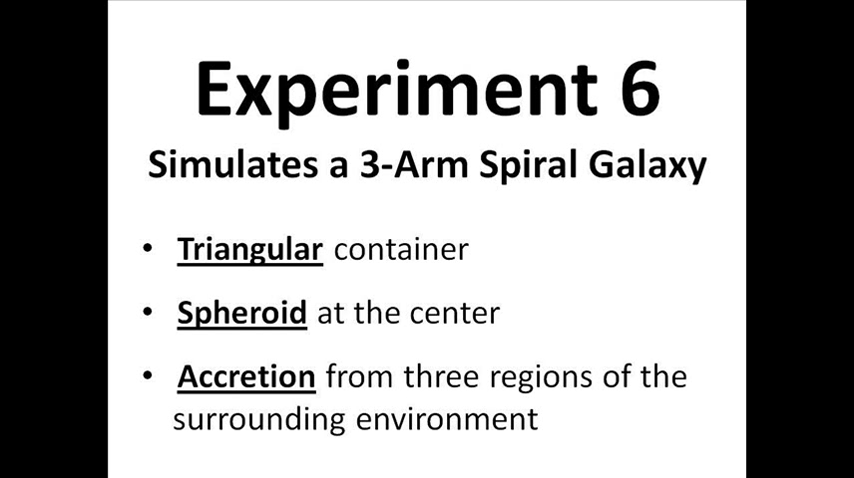 Experiment 6
Simulates a 3-Arm Spiral Galaxy
• Triangular container
• Spheroid at the center
• Accretion from three regions of the
surrounding environment